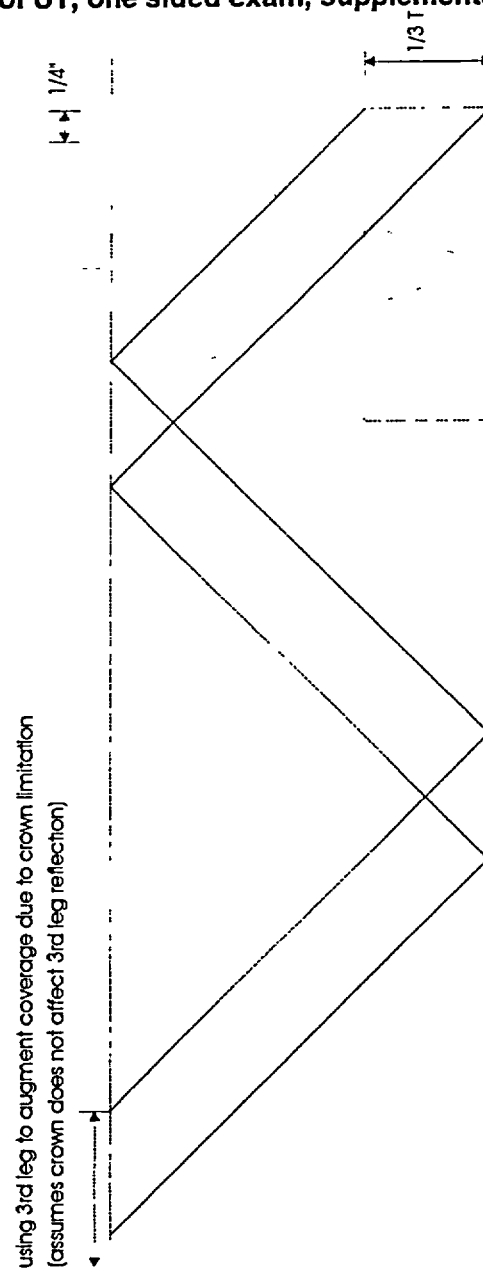 of UT, one sided exam, Supplement
1/4"
1/3 T
using 3rd leg to augment coverage due to crown limitation
(assumes crown does not affect 3rd leg reflection)